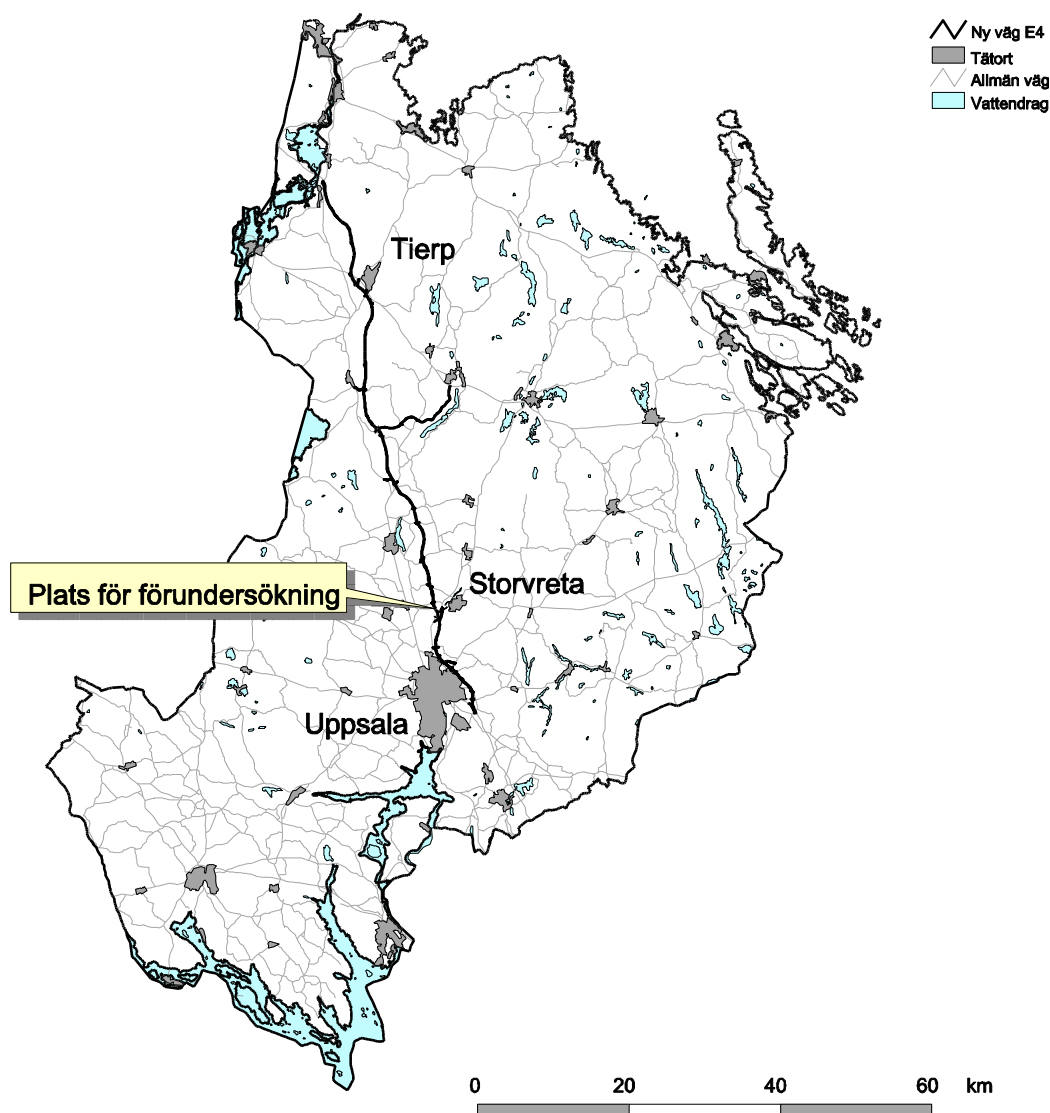 Ny väg E4
Tätort
Allmän väg
Vattendrag
Tierp
Storvreta
Plats för förundersökning
Uppsala
0 20 40 60 km